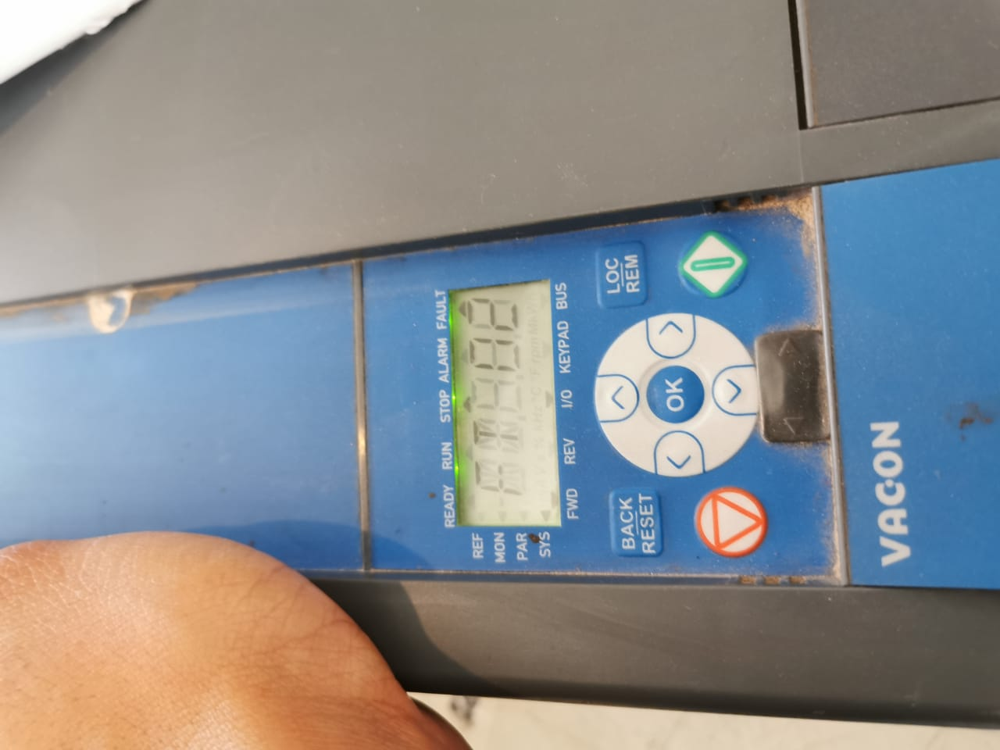 READY RUN STOP ALARM FAULT
REF
MON
PAR
SYS
FWD REV I/O KEYPAD BUS
BACK
RESET
LOC
REM
OK
VACON